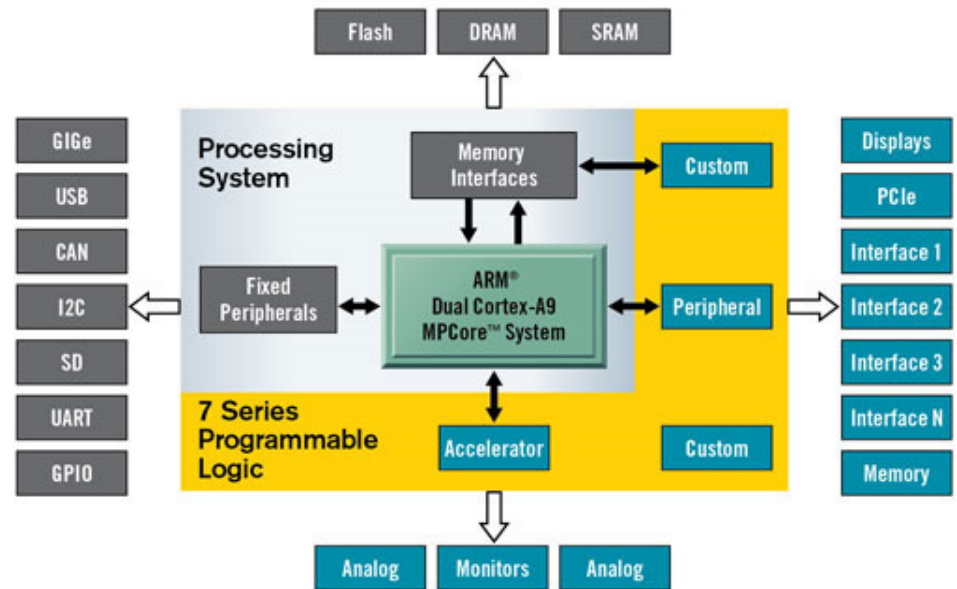 Flash
DRAM
SRAM
GIGe
USB
CAN
I2C
SD
UART
GPIO
Processing
System
Memory
Interfaces
Custom
Fixed
Peripherals
ARM®
Dual Cortex-A9
MPCore™ System
Peripheral
7 Series
Programmable
Logic
Accelerator
Custom
Displays
PCIe
Interface 1
Interface 2
Interface 3
Interface N
Memory
Analog
Monitors
Analog